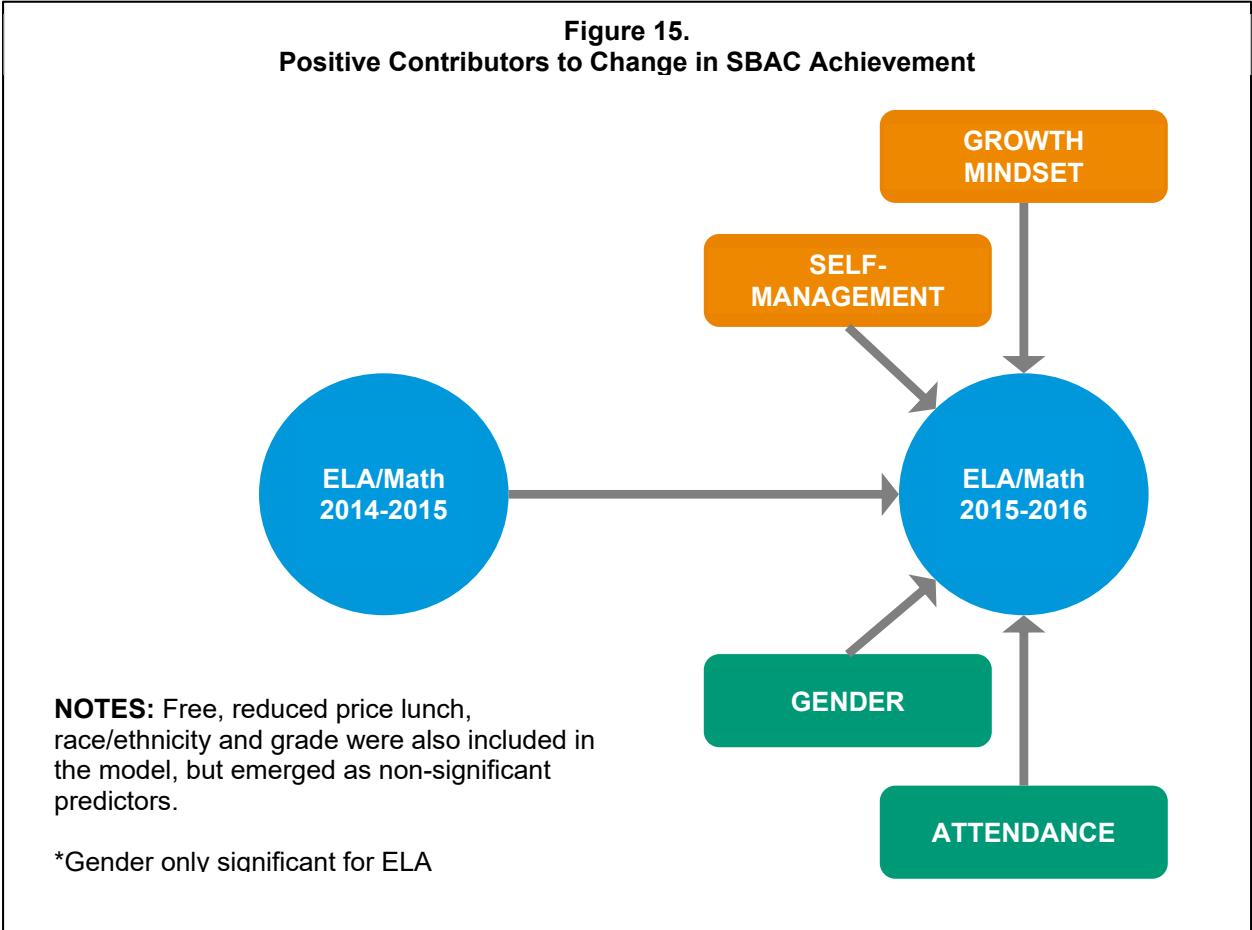 Figure 15.
Positive Contributors to Change in SBAC Achievement
GROWTH
MINDSET
SELF-
MANAGEMENT
ELA/Math
2014-2015
ELA/Math
2015-2016
GENDER
ATTENDANCE
NOTES: Free, reduced price lunch,
race/ethnicity and grade were also included in
the model, but emerged as non-significant
predictors.
*Gender only significant for ELA